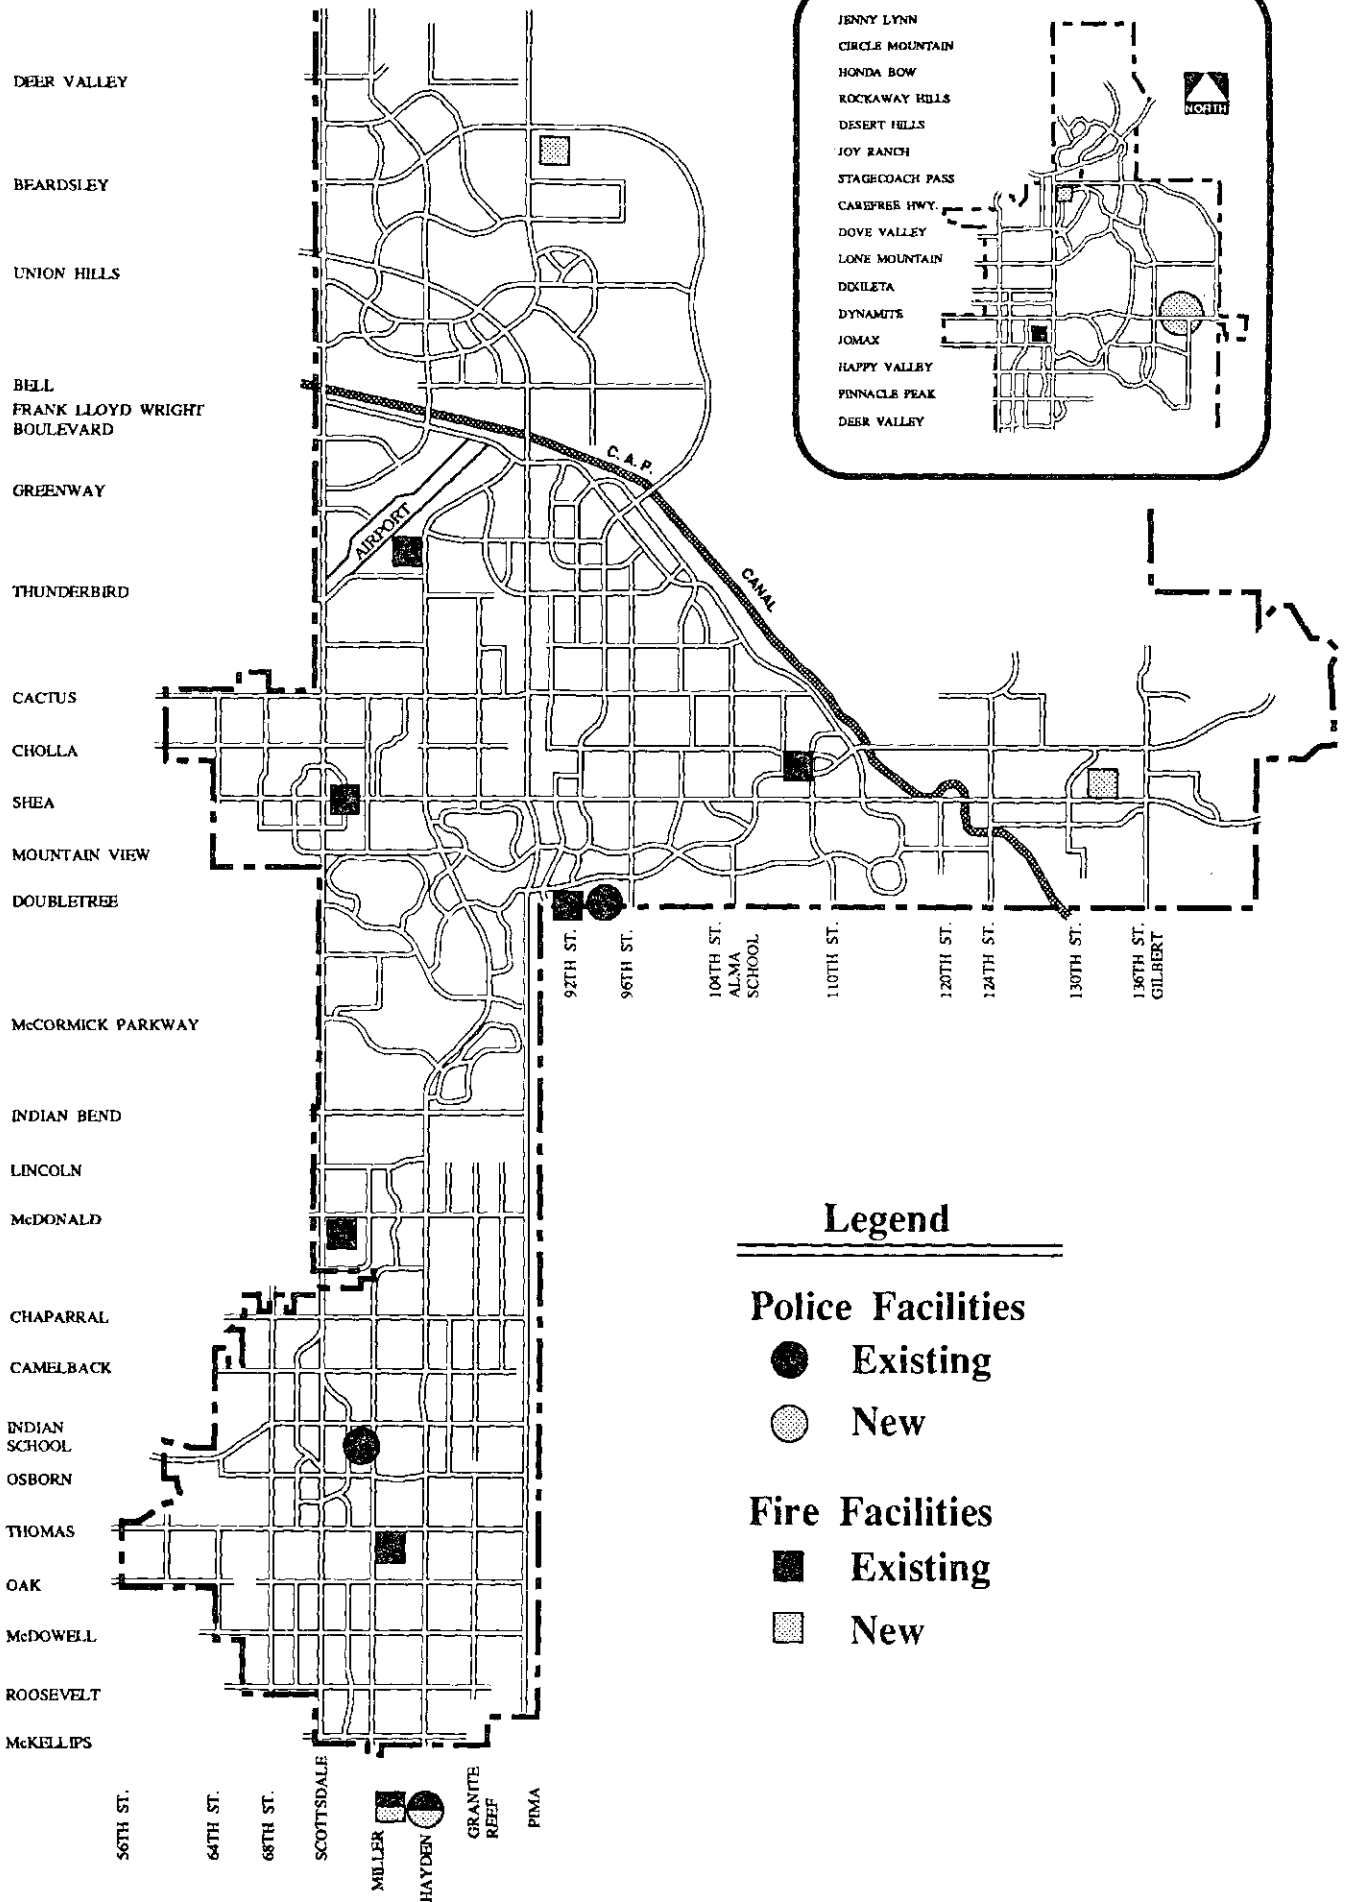 DEER VALLEY
BEARDSLEY
UNION HILLS
BELL
FRANK LLOYD WRIGHT
BOULEVARD
GREENWAY
THUNDERBIRD
CACTUS
CHOLLA
SHEA
MOUNTAIN VIEW
DOUBLETREE
McCORMICK PARKWAY
INDIAN BEND
LINCOLN
McDONALD
CHAPARRAL
CAMELBACK
INDIAN
SCHOOL
OSBORN
THOMAS
OAK
McDOWELL
ROOSEVELT
McKELLIPS
JENNY LYNN
CIRCLE MOUNTAIN
HONDA BOW
ROCKAWAY HILLS
DESERT HILLS
JOY RANCH
STAGECOACH PASS
CAREFREE HWY.
DOVE VALLEY
LONE MOUNTAIN
DIXILETA
DYNAMITE
JOMAX
HAPPY VALLEY
PINNACLE PEAK
DEER VALLEY
NORTH
C. A. P.
CANAL
AIRPORT
92TH ST.
96TH ST.
104TH ST.
ALMA
SCHOOL
110TH ST.
120TH ST.
124TH ST.
130TH ST.
136TH ST.
GILBERT
Legend
Police Facilities
Existing
New
Fire Facilities
Existing
New
56TH ST.
64TH ST.
68TH ST.
SCOTTSDALE
MILLER
HAYDEN
GRANITE
REEF
PIMA